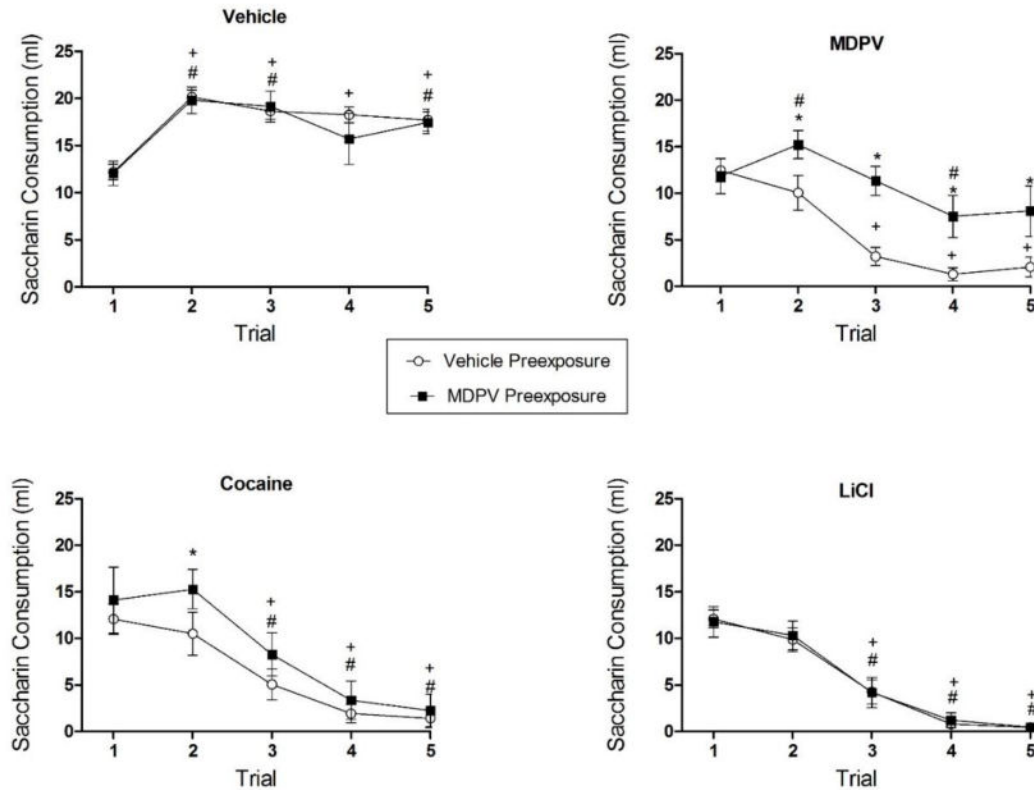 Vehicle
Saccharin Consumption (ml)
25
20
15
10
5
0
+
#
+
#
+
+
#
1 2 3 4 5
Trial
MDPV
Saccharin Consumption (ml)
25
20
15
10
5
0
#
*
*
#
*
*
+
+
+
1 2 3 4 5
Trial
Vehicle Preexposure
MDPV Preexposure
Cocaine
Saccharin Consumption (ml)
25
20
15
10
5
0
*
+
#
+
#
+
#
1 2 3 4 5
Trial
LiCl
Saccharin Consumption (ml)
25
20
15
10
5
0
+
#
+
#
+
#
1 2 3 4 5
Trial